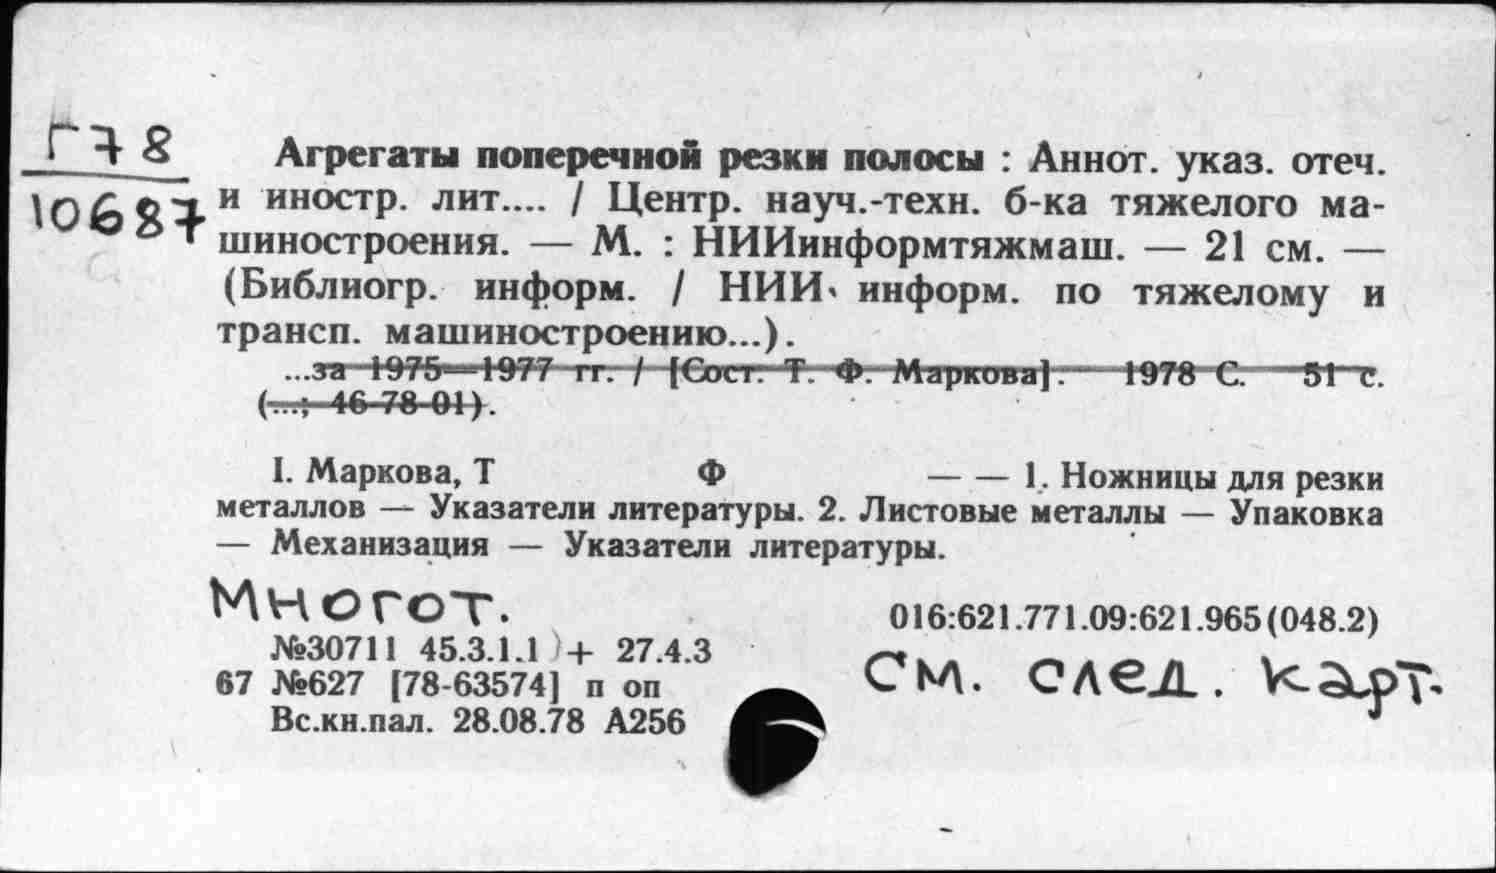 Г78
10687
Агрегаты поперечной резки полосы : Аннот. указ. отеч.
и иностр. лит.... / Центр. науч.-техн. б-ка тяжелого ма-
шиностроения. — М. : НИИинформтяжмаш. — 21 см. —
(Библиогр. информ. / НИИ информ. по тяжелому и
трансп. машиностроению...).
...за 1975—1977 гг. / [Сост. Т. Ф. Маркова]. 1978 С. 51 с.
(...; 46-78-01).
I. Маркова, Т Ф — — 1. Ножницы для резки
металлов — Указатели литературы. 2. Листовые металлы — Упаковка
— Механизация — Указатели литературы.
Многот.
016:621.771.09:621.965(048.2)
№30711 45.3.1.1 + 27.4.3
67 №627 [78-63574] п оп
См. след. карт.
Вс.кн.пал. 28.08.78 А256